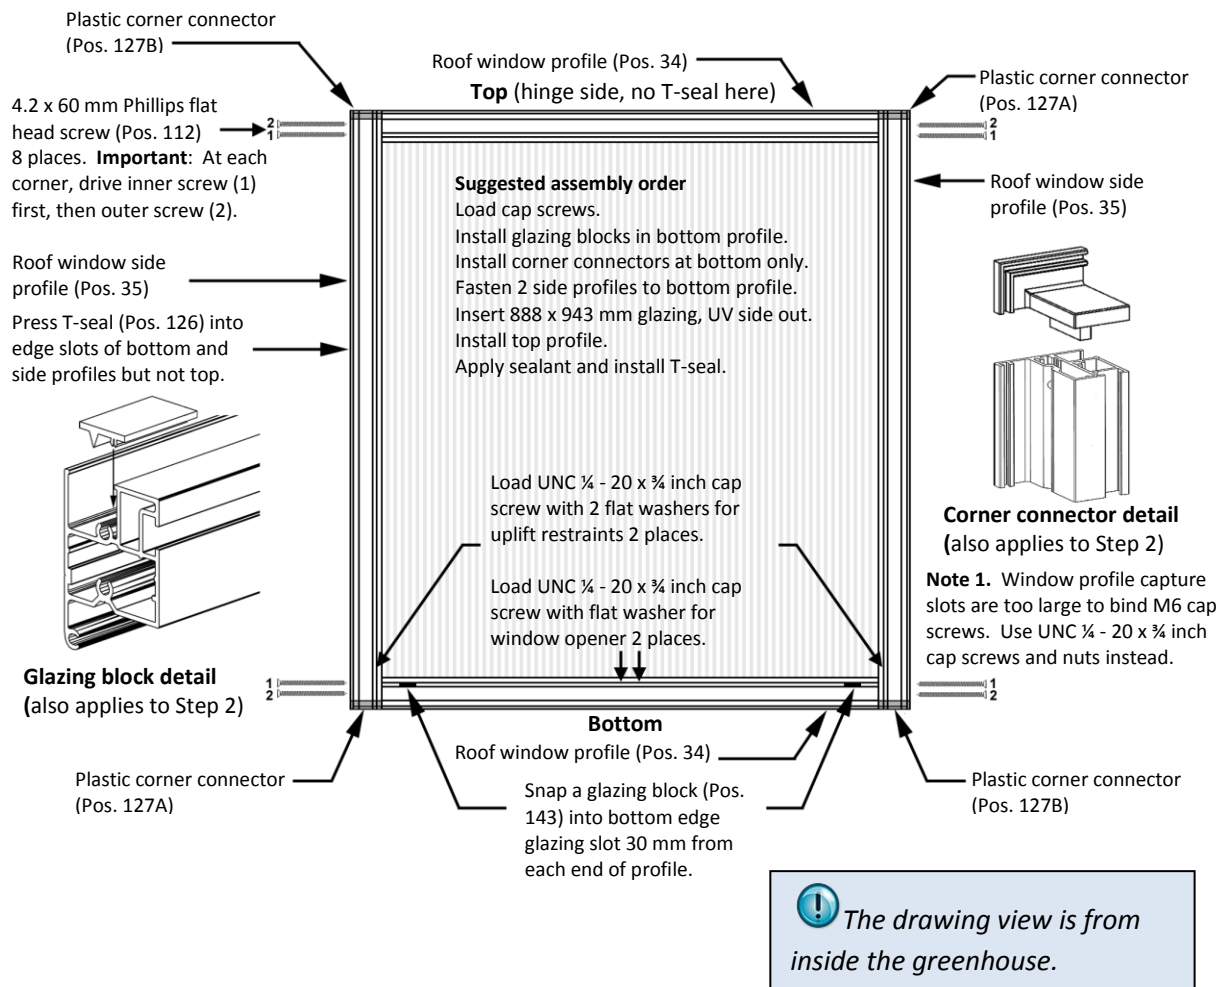 Plastic corner connector
(Pos. 127B)
Roof window profile (Pos. 34)
Top (hinge side, no T-seal here)
Plastic corner connector
(Pos. 127A)
4.2 x 60 mm Phillips flat
head screw (Pos. 112)
8 places.  Important:  At each
corner, drive inner screw (1)
first, then outer screw (2).
2
1
2
1
Roof window side
profile (Pos. 35)
Suggested assembly order
Load cap screws.
Install glazing blocks in bottom profile.
Install corner connectors at bottom only.
Fasten 2 side profiles to bottom profile.
Insert 888 x 943 mm glazing, UV side out.
Install top profile.
Apply sealant and install T-seal.
Roof window side
profile (Pos. 35)
Press T-seal (Pos. 126) into
edge slots of bottom and
side profiles but not top.
Load UNC ¼ - 20 x ¾ inch cap
screw with 2 flat washers for
uplift restraints 2 places.
Load UNC ¼ - 20 x ¾ inch cap
screw with flat washer for
window opener 2 places.
Corner connector detail
(also applies to Step 2)
Note 1.  Window profile capture
slots are too large to bind M6 cap
screws.  Use UNC ¼ - 20 x ¾ inch
cap screws and nuts instead.
Glazing block detail
(also applies to Step 2)
1
2
1
2
Bottom
Roof window profile (Pos. 34)
Plastic corner connector
(Pos. 127A)
Snap a glazing block (Pos.
143) into bottom edge
glazing slot 30 mm from
each end of profile.
Plastic corner connector
(Pos. 127B)
The drawing view is from
inside the greenhouse.